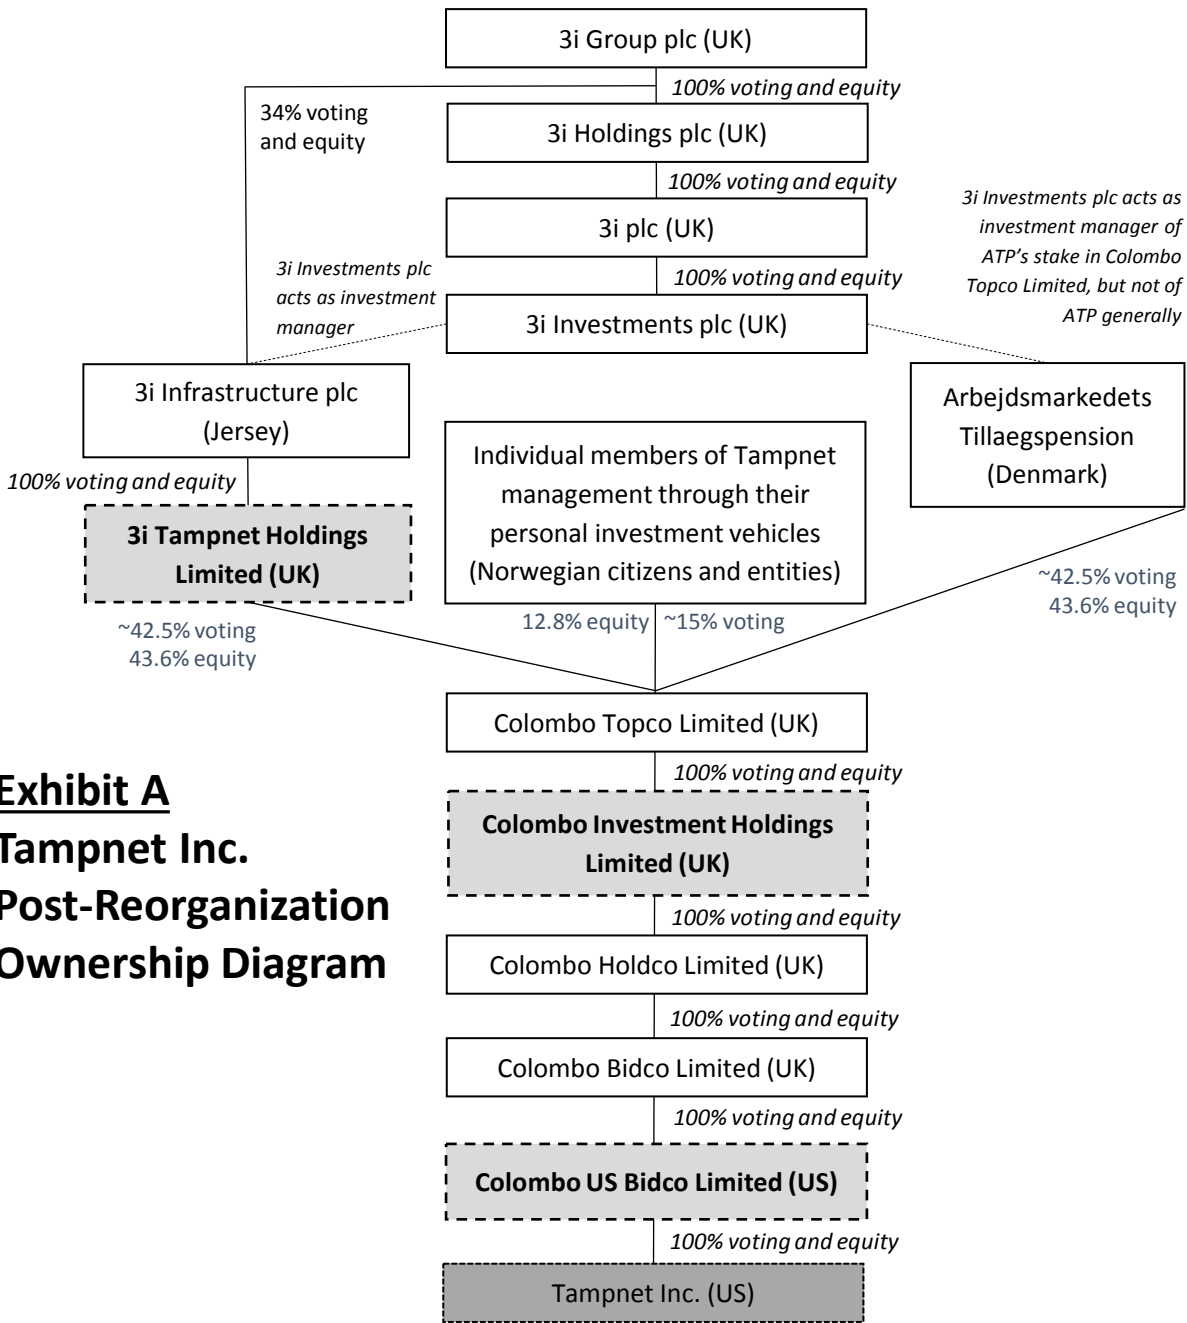 3i Group plc (UK)
100% voting and equity
34% voting
and equity
3i Holdings plc (UK)
100% voting and equity
3i plc (UK)
100% voting and equity
3i Investments plc acts as
investment manager of
ATP's stake in Colombo
Topco Limited, but not of
ATP generally
3i Investments plc
acts as investment
manager
3i Investments plc (UK)
3i Infrastructure plc
(Jersey)
Arbejdsmarkedets
Tillaegspension
(Denmark)
Individual members of Tampnet
management through their
personal investment vehicles
(Norwegian citizens and entities)
100% voting and equity
3i Tampnet Holdings
Limited (UK)
~42.5% voting
43.6% equity
12.8% equity
~15% voting
~42.5% voting
43.6% equity
Colombo Topco Limited (UK)
100% voting and equity
Exhibit A
Tampnet Inc.
Post-Reorganization
Ownership Diagram
Colombo Investment Holdings
Limited (UK)
100% voting and equity
Colombo Holdco Limited (UK)
100% voting and equity
Colombo Bidco Limited (UK)
100% voting and equity
Colombo US Bidco Limited (US)
100% voting and equity
Tampnet Inc. (US)